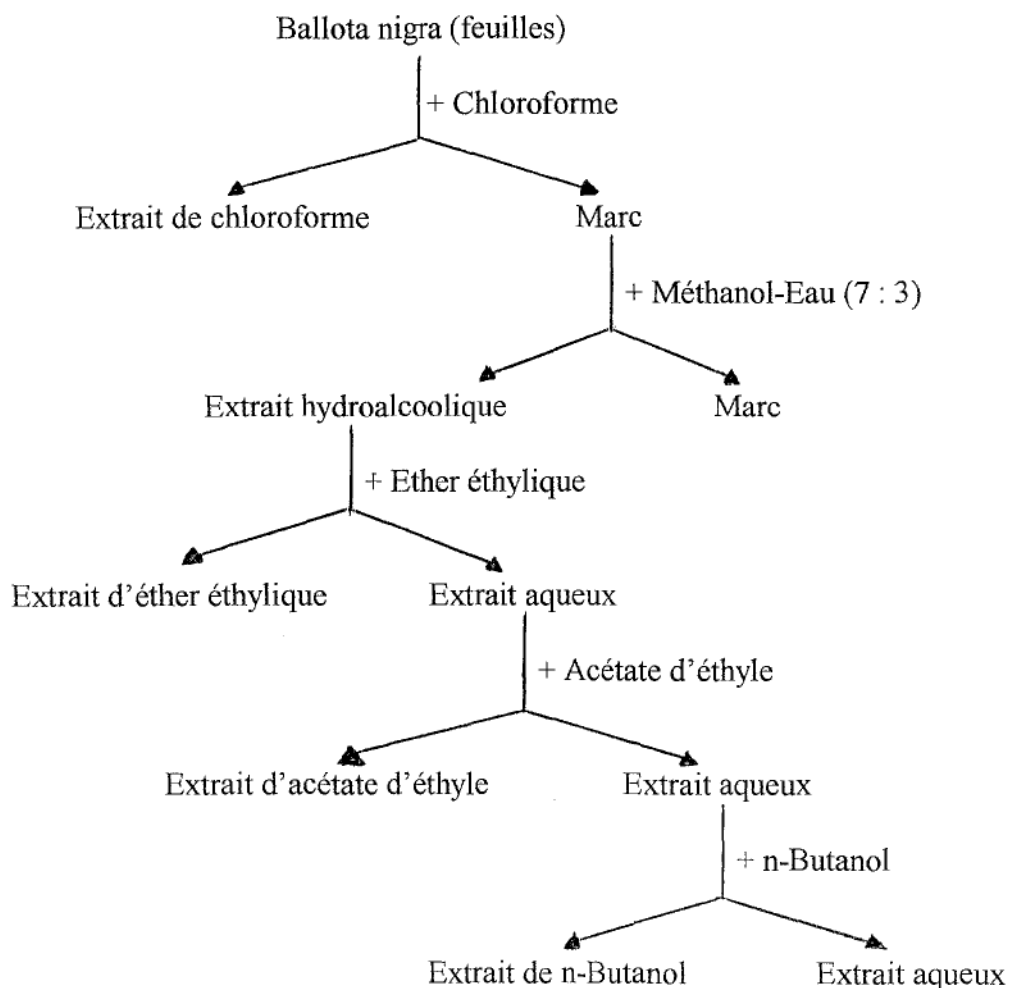 Ballota nigra (feuilles)
+ Chloroforme
Extrait de chloroforme
Marc
+ Méthanol-Eau (7 : 3)
Extrait hydroalcoolique
Marc
+ Ether éthylique
Extrait d'éther éthylique
Extrait aqueux
+ Acétate d'éthyle
Extrait d'acétate d'éthyle
Extrait aqueux
+ n-Butanol
Extrait de n-Butanol
Extrait aqueux